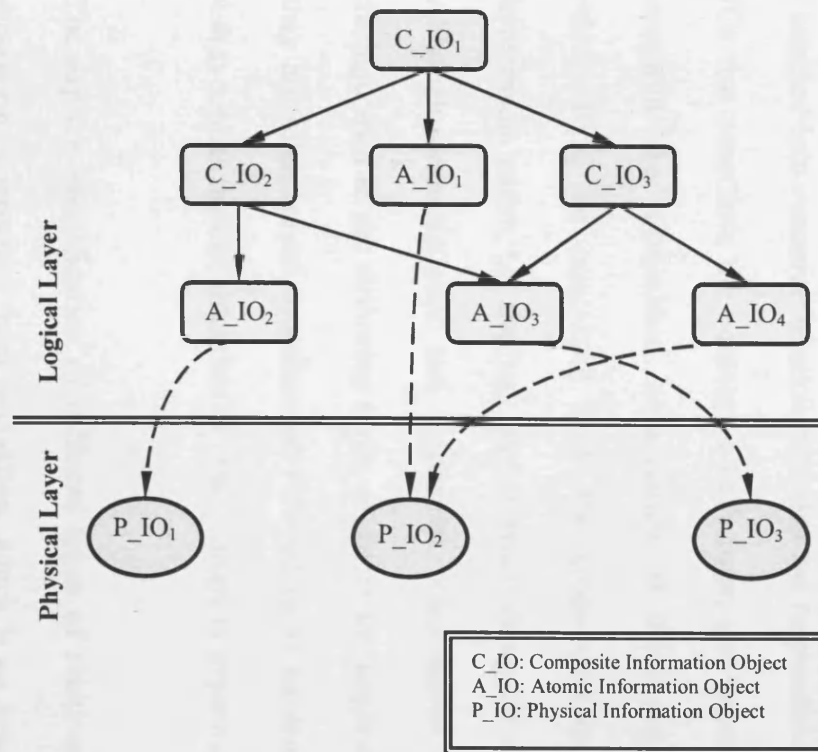 C_IO₁
C_IO₂
A_IO₁
C_IO₃
A_IO₂
A_IO₃
A_IO₄
Logical Layer
Physical Layer
P_IO₁
P_IO₂
P_IO₃
C_IO: Composite Information Object
A_IO: Atomic Information Object
P_IO: Physical Information Object